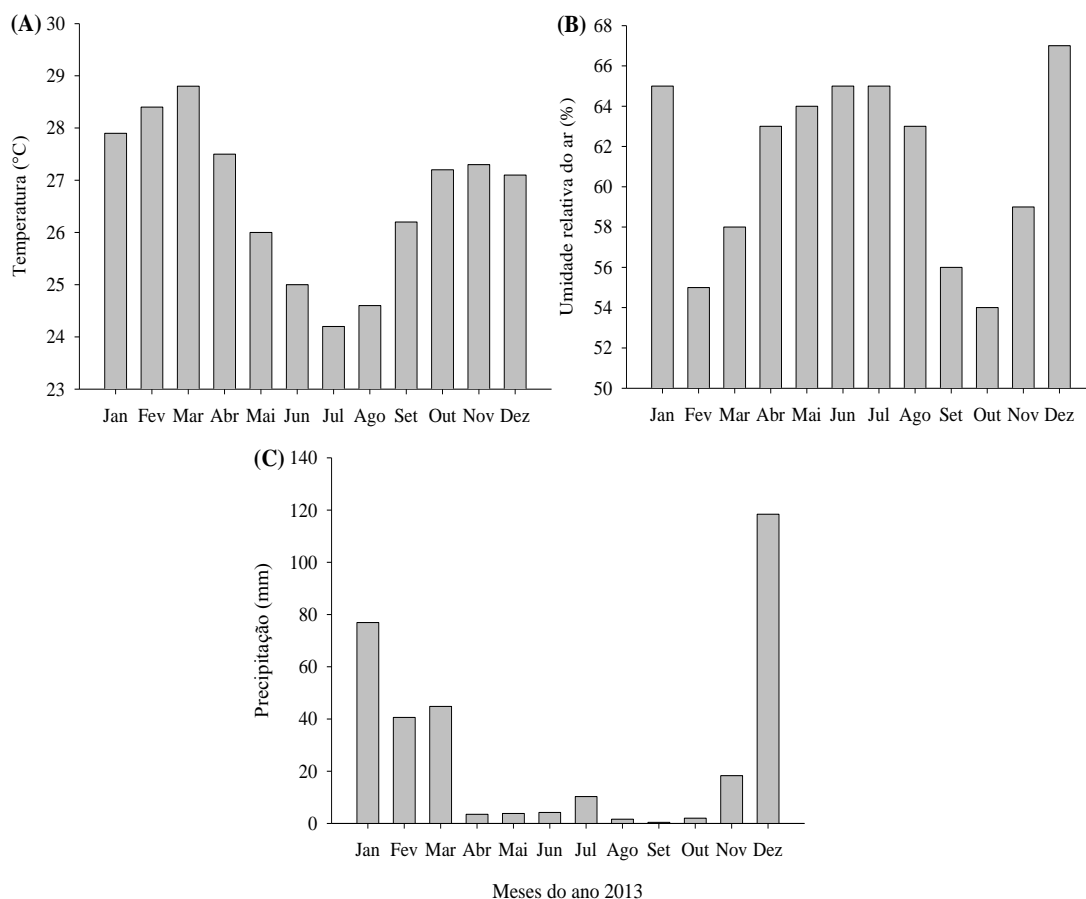 (A)
Temperatura (°C)
30
29
28
27
26
25
24
23
Jan Fev Mar Abr Mai Jun Jul Ago Set Out Nov Dez
(B)
Umidade relativa do ar (%)
68
66
64
62
60
58
56
54
52
50
Jan Fev Mar Abr Mai Jun Jul Ago Set Out Nov Dez
(C)
Precipitação (mm)
140
120
100
80
60
40
20
0
Jan Fev Mar Abr Mai Jun Jul Ago Set Out Nov Dez
Meses do ano 2013